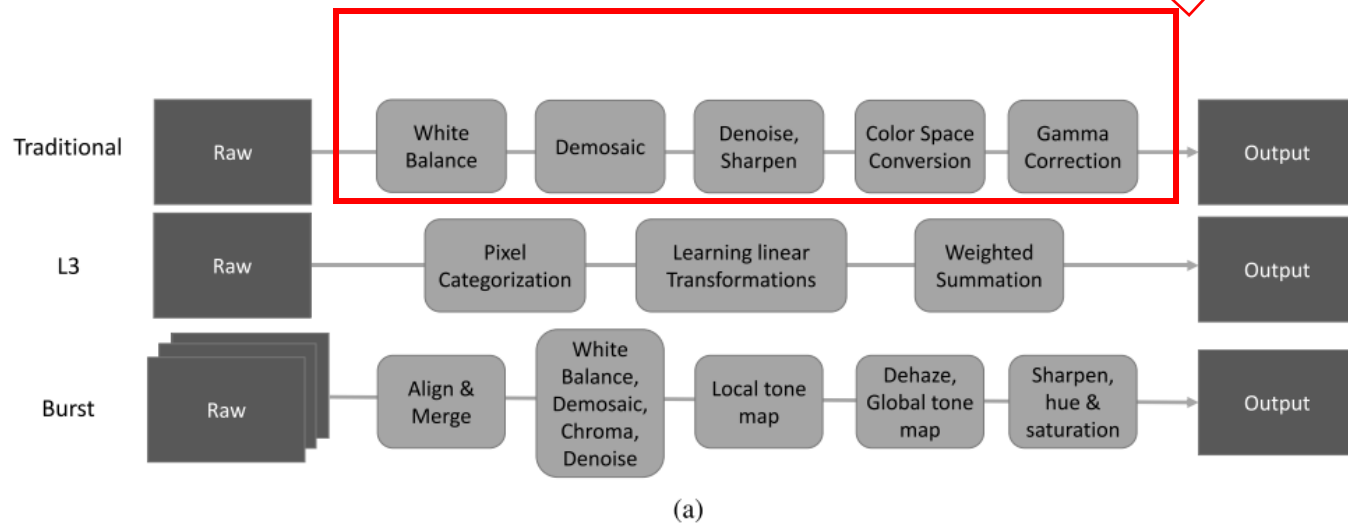 Traditional
Raw
White
Balance
Demosaic
Denoise,
Sharpen
Color Space
Conversion
Gamma
Correction
Output
L3
Raw
Pixel
Categorization
Learning linear
Transformations
Weighted
Summation
Output
Burst
Raw
Align &
Merge
White
Balance,
Demosaic,
Chroma,
Denoise
Local tone
map
Dehaze,
Global tone
map
Sharpen,
hue &
saturation
Output
(a)